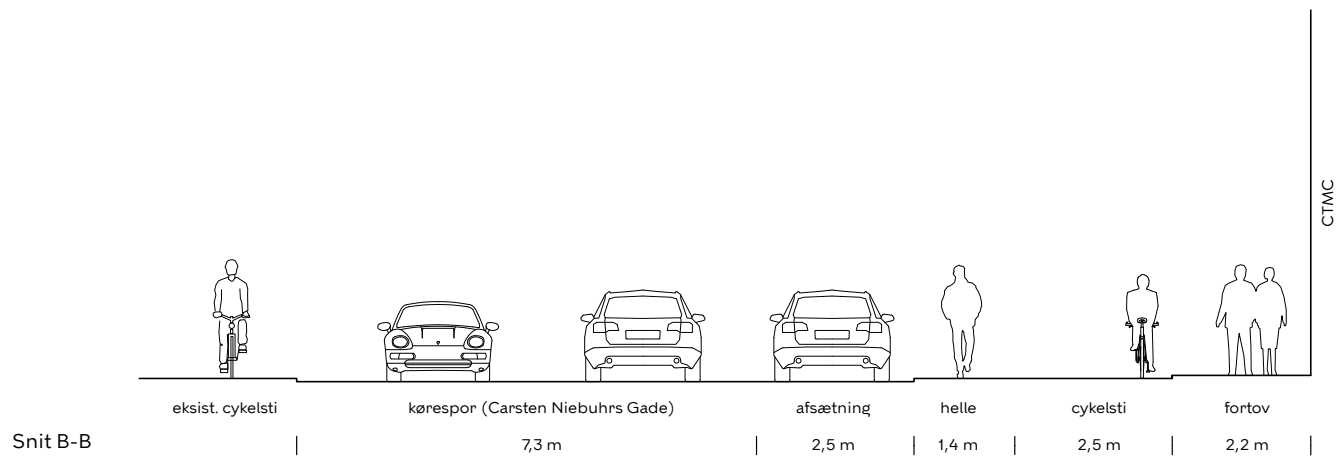 CTMC
eksist. cykelsti kørespor (Carsten Niebuhrs Gade) afsætning helle cykelsti fortov
Snit B-B 7,3 m 2,5 m 1,4 m 2,5 m 2,2 m